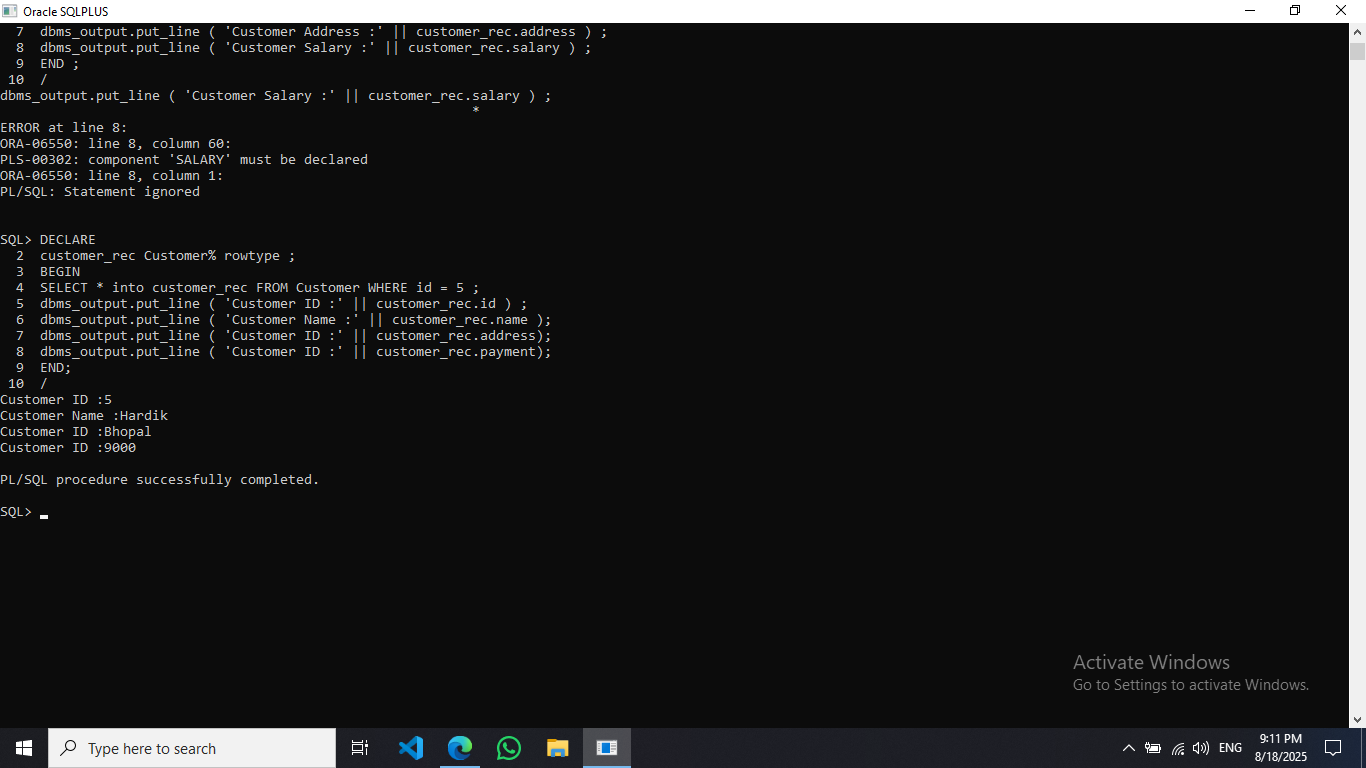 Oracle SQLPLUS
7 dbms_output.put_line ( 'Customer Address :' || customer_rec.address ) ;
8 dbms_output.put_line ( 'Customer Salary :' || customer_rec.salary ) ;
9 END ;
10 /
dbms_output.put_line ( 'Customer Salary :' || customer_rec.salary ) ;
*
ERROR at line 8:
ORA-06550: line 8, column 60:
PLS-00302: component 'SALARY' must be declared
ORA-06550: line 8, column 1:
PL/SQL: Statement ignored
SQL> DECLARE
2 customer_rec Customer% rowtype ;
3 BEGIN
4 SELECT * into customer_rec FROM Customer WHERE id = 5 ;
5 dbms_output.put_line ( 'Customer ID :' || customer_rec.id ) ;
6 dbms_output.put_line ( 'Customer Name :' || customer_rec.name );
7 dbms_output.put_line ( 'Customer ID :' || customer_rec.address);
8 dbms_output.put_line ( 'Customer ID :' || customer_rec.payment);
9 END;
10 /
Customer ID :5
Customer Name :Hardik
Customer ID :Bhopal
Customer ID :9000
PL/SQL procedure successfully completed.
SQL>
Activate Windows
Go to Settings to activate Windows.
Type here to search
ENG
9:11 PM
8/18/2025